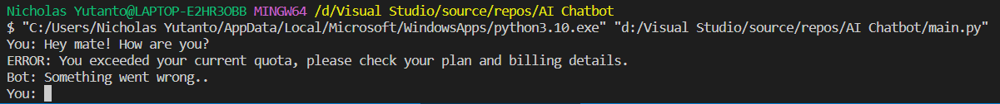 Nicholas Yutanto@LAPTOP-E2HR3OBB MINGW64 /d/Visual Studio/source/repos/AI Chatbot
$ "C:/Users/Nicholas Yutanto/AppData/Local/Microsoft/WindowsApps/python3.10.exe" "d:/Visual Studio/source/repos/AI Chatbot/main.py"
You: Hey mate! How are you?
ERROR: You exceeded your current quota, please check your plan and billing details.
Bot: Something went wrong..
You: